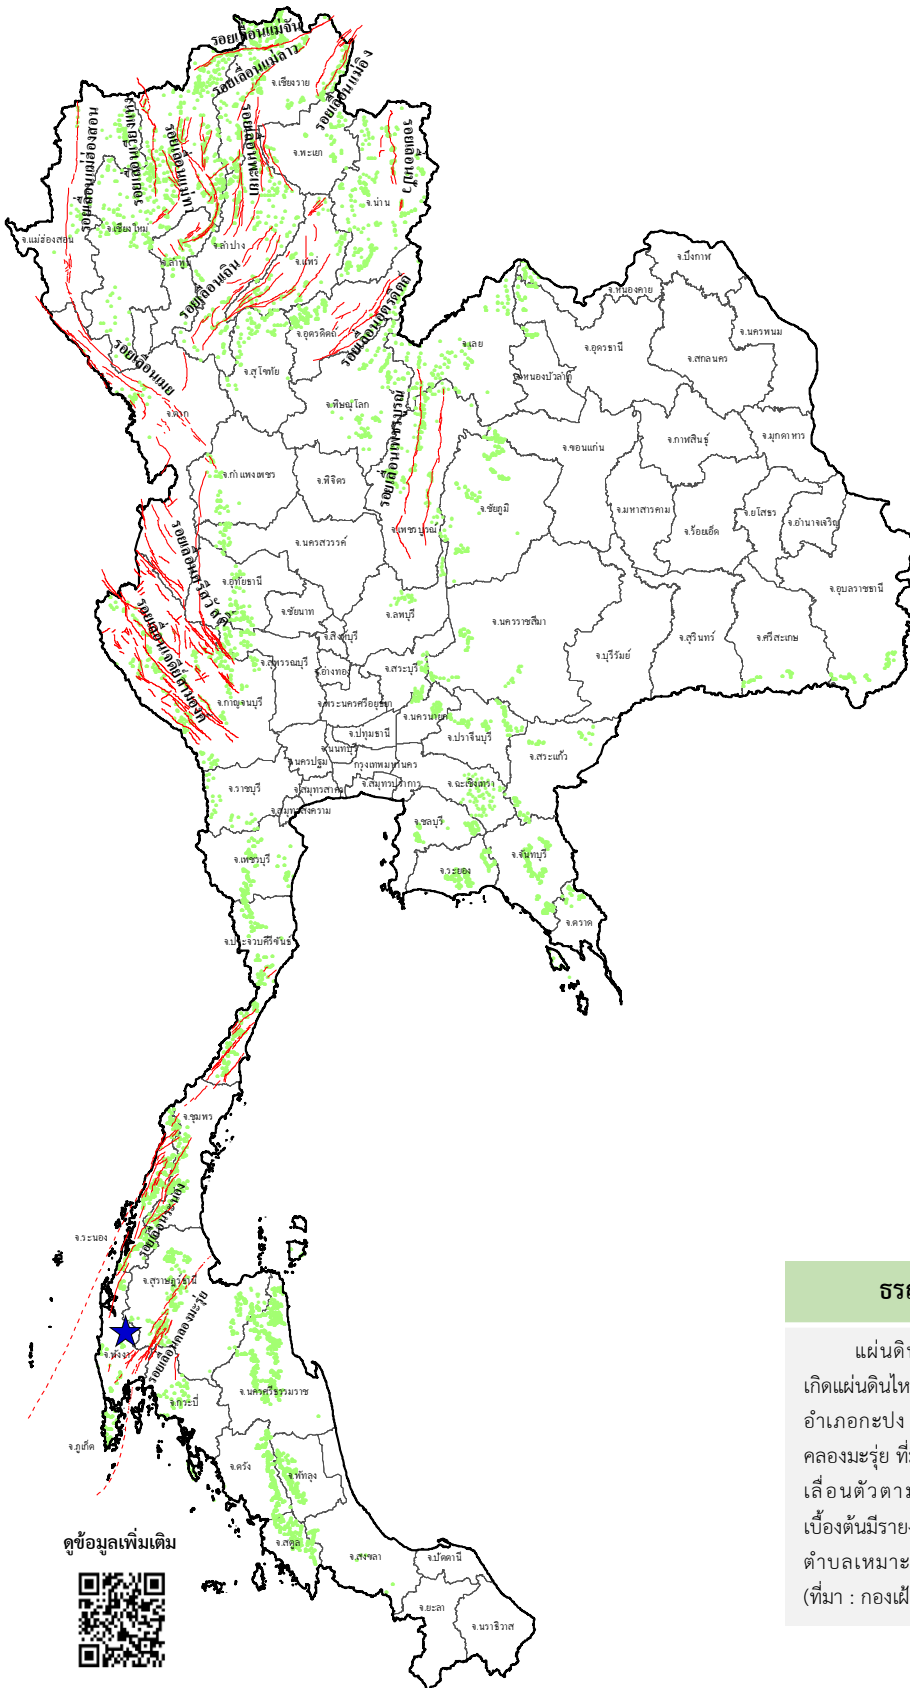 รอยเลื่อนแม่จัน
รอยเลื่อนแม่ลาว
รอยเลื่อนแม่อิง
จ.เชียงราย
รอยเลื่อนแม่ฮ่องสอน
รอยเลื่อนแม่ทา
รอยเลื่อนพะเยา
รอยเลื่อนปัว
จ.พะเยา
จ.น่าน
จ.เชียงใหม่
จ.แม่ฮ่องสอน
จ.ลำปาง
จ.ลำพูน
จ.แพร่
รอยเลื่อนเถิน
จ.บึงกาฬ
จ.หนองคาย
รอยเลื่อนอุตรดิตถ์
จ.อุตรดิตถ์
จ.เลย
จ.อุดรธานี
จ.นครพนม
จ.สกลนคร
รอยเลื่อนเมย
จ.สุโขทัย
จ.หนองบัวลำภู
จ.ตาก
จ.พิษณุโลก
รอยเลื่อนเพชรบูรณ์
จ.ขอนแก่น
จ.กาฬสินธุ์
จ.มุกดาหาร
จ.กำแพงเพชร
จ.พิจิตร
จ.ชัยภูมิ
จ.มหาสารคาม
จ.ยโสธร
จ.เพชรบูรณ์
จ.ร้อยเอ็ด
จ.อำนาจเจริญ
รอยเลื่อนศรีสวัสดิ์
จ.นครสวรรค์
จ.อุทัยธานี
จ.อุบลราชธานี
รอยเลื่อนเจดีย์สามองค์
จ.ชัยนาท
จ.ลพบุรี
จ.นครราชสีมา
จ.สิงห์บุรี
จ.บุรีรัมย์
จ.สุรินทร์
จ.ศรีสะเกษ
จ.สุพรรณบุรี
จ.อ่างทอง
จ.สระบุรี
จ.กาญจนบุรี
จ.พระนครศรีอยุธยา
จ.นครนายก
จ.ปทุมธานี
จ.ปราจีนบุรี
จ.นนทบุรี
จ.สระแก้ว
จ.นครปฐม
กรุงเทพมหานคร
จ.ราชบุรี
จ.สมุทรสาคร
จ.สมุทรปราการ
จ.ฉะเชิงเทรา
จ.สมุทรสงคราม
จ.ชลบุรี
จ.เพชรบุรี
จ.ระยอง
จ.จันทบุรี
จ.ตราด
จ.ประจวบคีรีขันธ์
จ.ชุมพร
รอยเลื่อนระนอง
จ.ระนอง
จ.สุราษฎร์ธานี
รอยเลื่อนคลองมะรุ่ย
จ.พังงา
จ.กระบี่
จ.นครศรีธรรมราช
จ.ภูเก็ต
จ.ตรัง
จ.พัทลุง
จ.สตูล
จ.สงขลา
จ.ปัตตานี
จ.ยะลา
จ.นราธิวาส
ดูข้อมูลเพิ่มเติม
แผ่นดิน
เกิดแผ่นดินไห
อำเภอกะปง
คลองมะรุ่ย ที่
เลื่อนตัวตาม
เบื้องต้นมีราย
ตำบลเหมาะ
(ที่มา : กองเฝ้